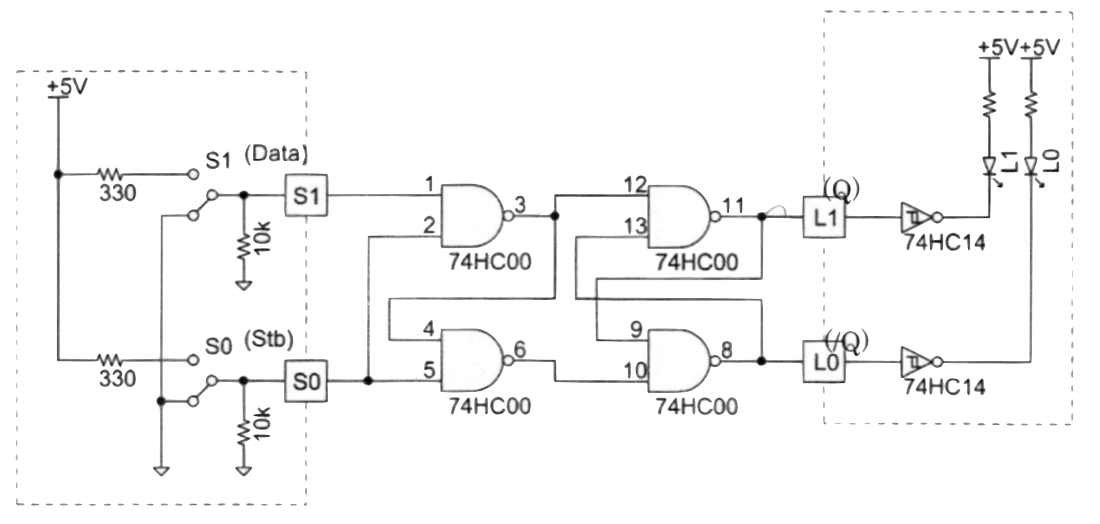 +5V
330
S1 (Data)
10k
S1
330
S0 (Stb)
10k
S0
1
2
3
74HC00
4
5
6
74HC00
12
13
11
74HC00
9
10
8
74HC00
(Q)
L1
74HC14
(/Q)
L0
74HC14
+5V+5V
L1
L0